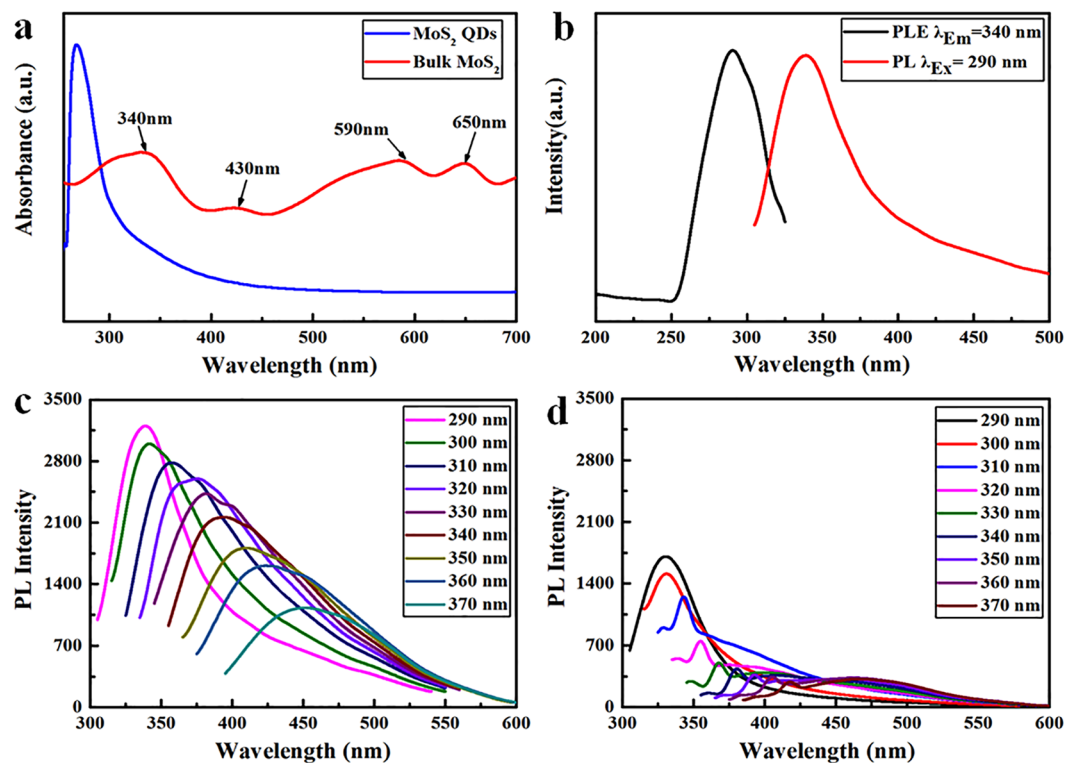 a
MoS2 QDs
Bulk MoS2
340nm
430nm
590nm
650nm
Absorbance (a.u.)
300 400 500 600 700
Wavelength (nm)
b
PLE λEm=340 nm
PL λEx= 290 nm
Intensity(a.u.)
200 250 300 350 400 450 500
Wavelength (nm)
c
290 nm
300 nm
310 nm
320 nm
330 nm
340 nm
350 nm
360 nm
370 nm
PL Intensity
3500
2800
2100
1400
700
0
300 350 400 450 500 550 600
Wavelength (nm)
d
290 nm
300 nm
310 nm
320 nm
330 nm
340 nm
350 nm
360 nm
370 nm
PL Intensity
3500
2800
2100
1400
700
0
300 350 400 450 500 550 600
Wavelength (nm)